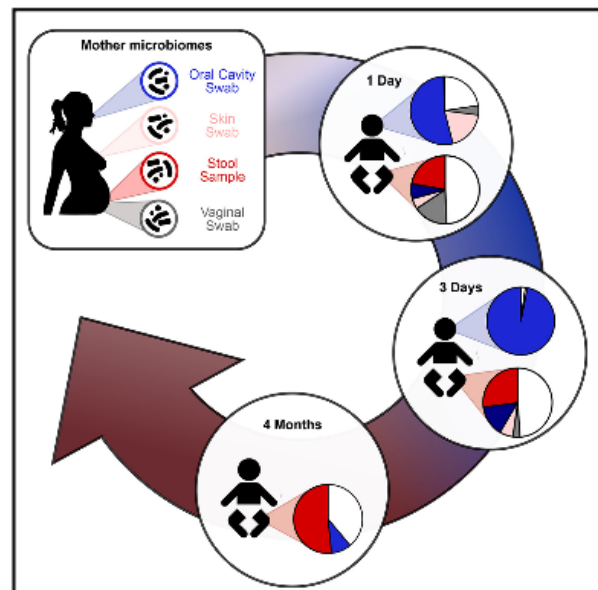 Mother microbiomes
Oral Cavity
Swab
Skin
Swab
Stool
Sample
Vaginal
Swab
1 Day
3 Days
4 Months